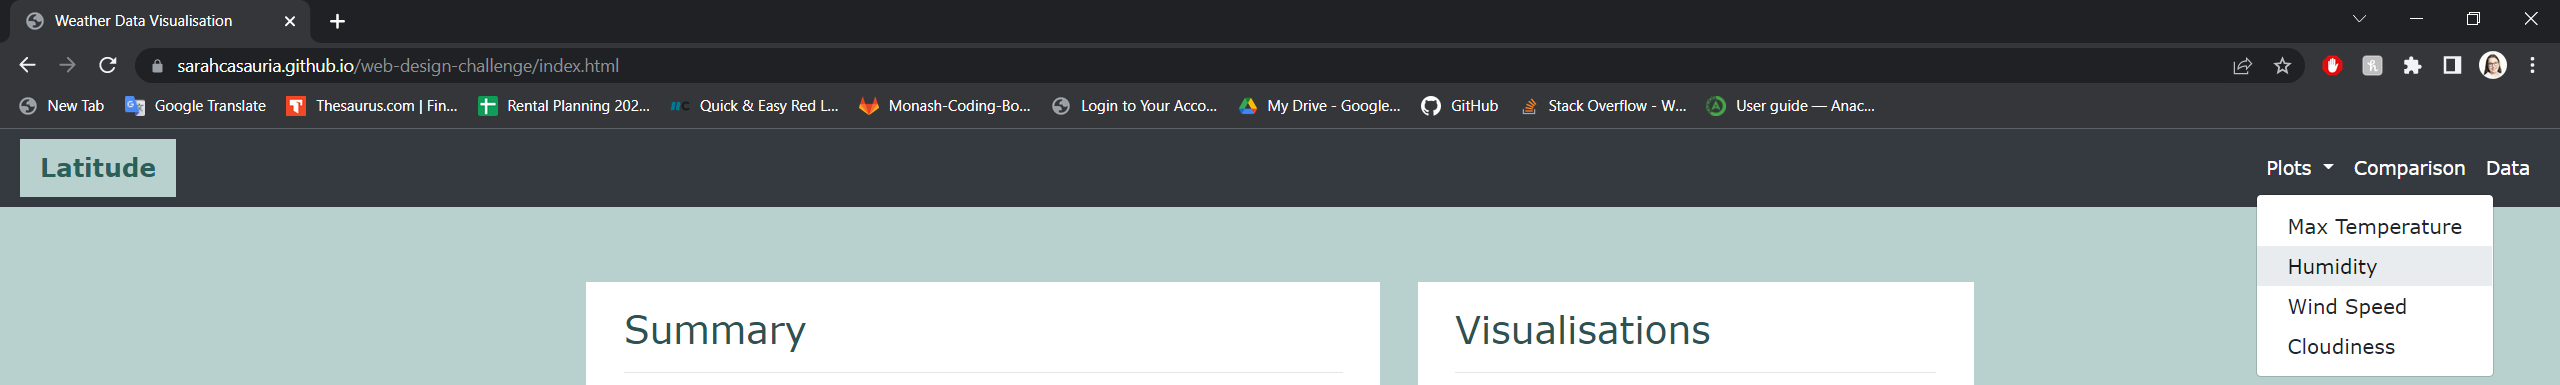 Weather Data Visualisation
sarahcasauria.github.io/web-design-challenge/index.html
New Tab Google Translate Thesaurus.com | Fin... Rental Planning 202... Quick & Easy Red L... Monash-Coding-Bo... Login to Your Acco... My Drive - Google... GitHub Stack Overflow - W... User guide — Anac...
Latitude Plots Comparison Data
Max Temperature
Humidity
Wind Speed
Cloudiness
Summary Visualisations